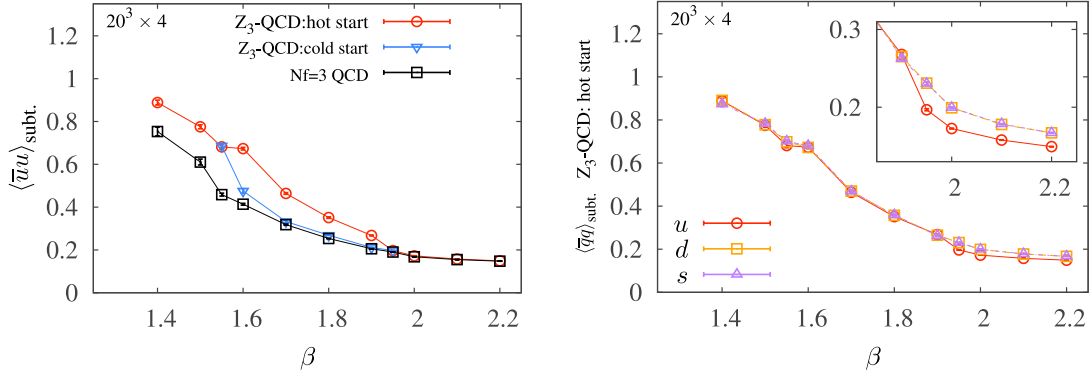 20³ × 4
Z₃-QCD:hot start
Z₃-QCD:cold start
Nf=3 QCD
⟨u̅u⟩subt.
0
0.2
0.4
0.6
0.8
1
1.2
1.4
1.6
1.8
2
2.2
β
20³ × 4
⟨q̅q⟩subt. Z₃-QCD: hot start
0
0.2
0.4
0.6
0.8
1
1.2
0.3
0.2
2
2.2
u
d
s
1.4
1.6
1.8
2
2.2
β